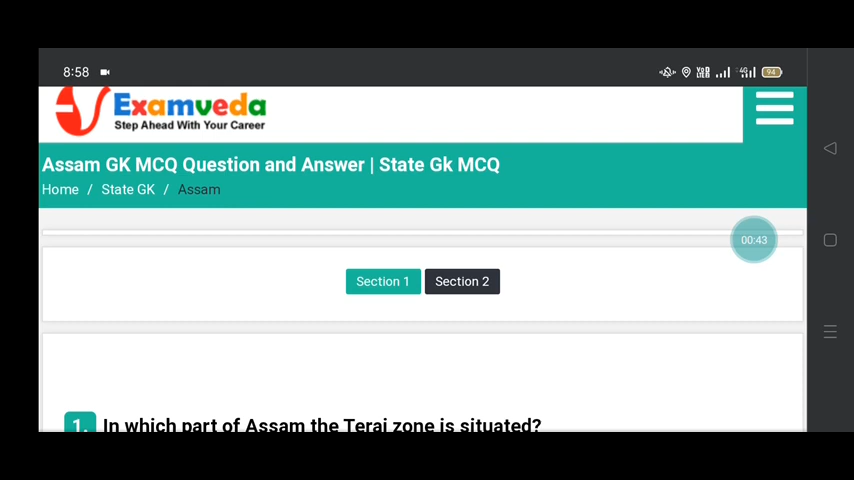 8:58
94
Examveda
Step Ahead With Your Career
Assam GK MCQ Question and Answer | State Gk MCQ
Home / State GK / Assam
00:43
Section 1 Section 2
1. In which part of Assam the Terai zone is situated?